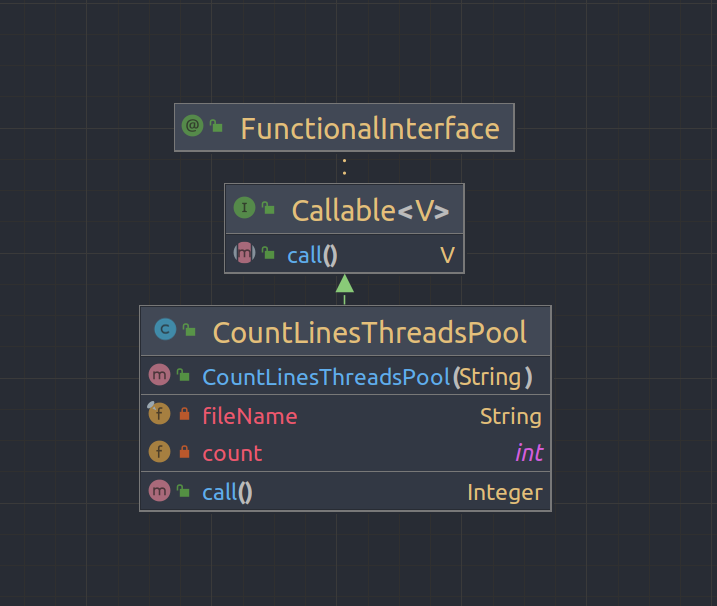 @ FunctionalInterface
I Callable<V>
m call() V
C CountLinesThreadsPool
m CountLinesThreadsPool(String)
f fileName String
f count int
m call() Integer